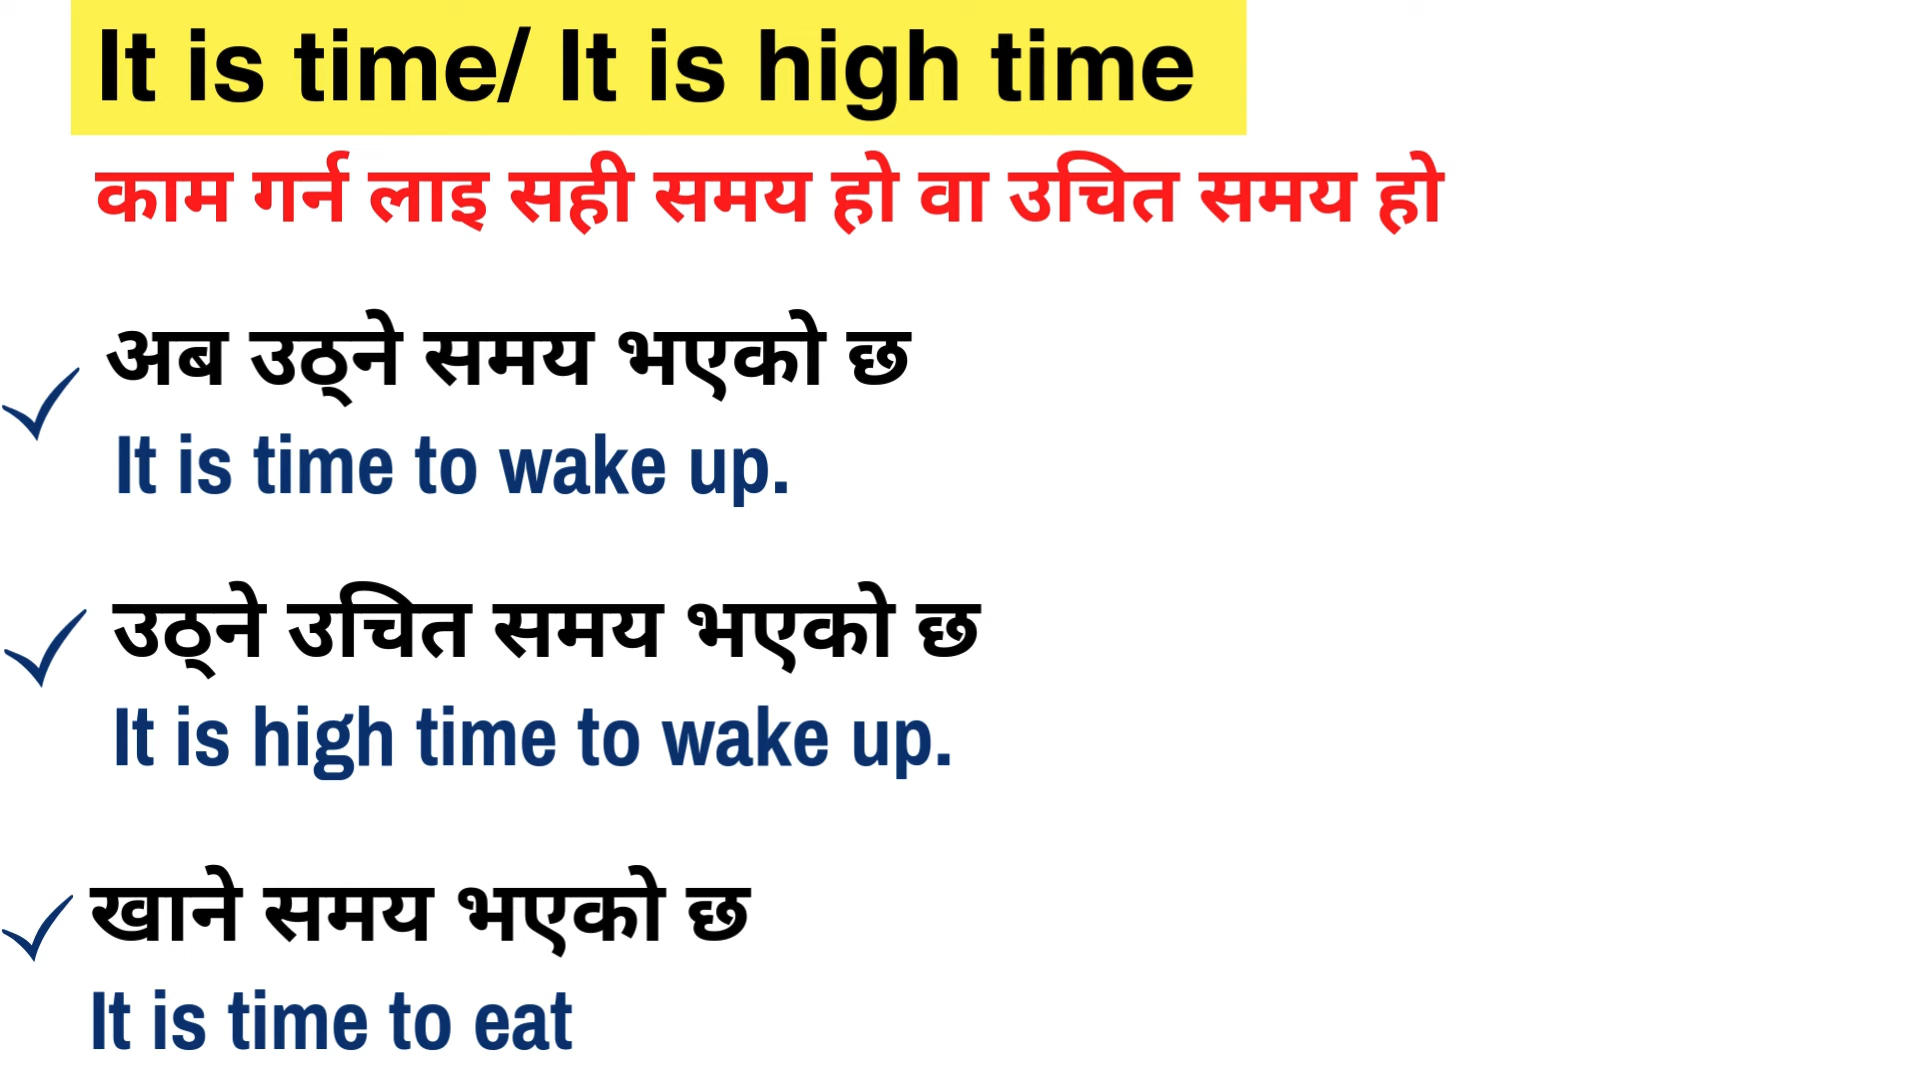 It is time/ It is high time
काम गर्न लाइ सही समय हो वा उचित समय हो
अब उठ्ने समय भएको छ
It is time to wake up.
उठ्ने उचित समय भएको छ
It is high time to wake up.
खाने समय भएको छ
It is time to eat